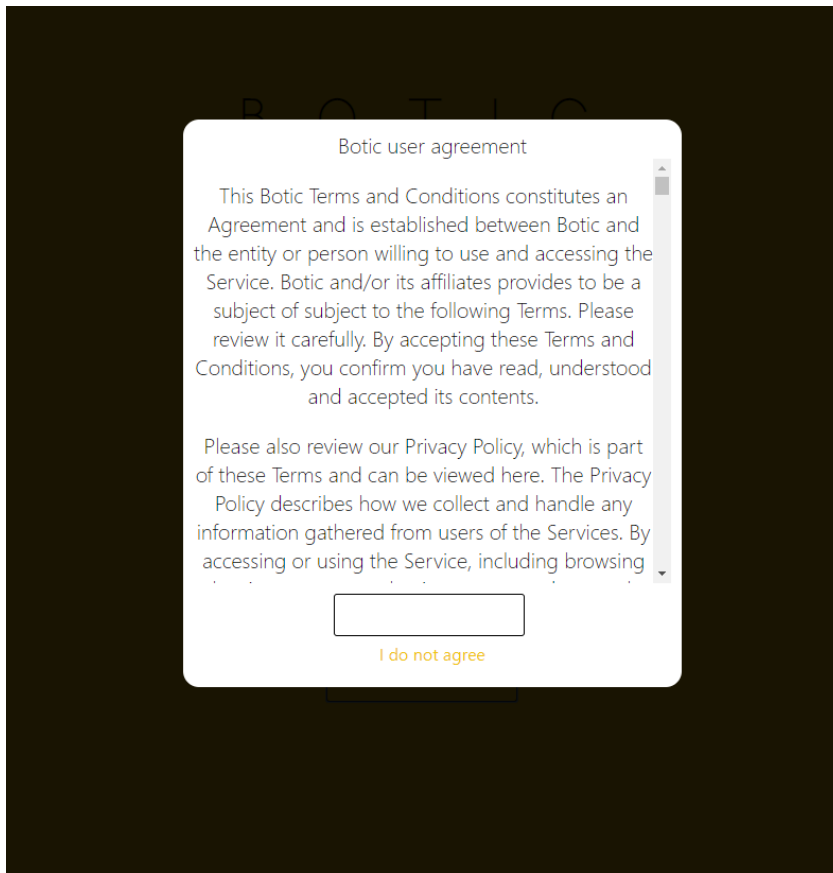 BOTIC
Botic user agreement
This Botic Terms and Conditions constitutes an
Agreement and is established between Botic and
the entity or person willing to use and accessing the
Service. Botic and/or its affiliates provides to be a
subject of subject to the following Terms. Please
review it carefully. By accepting these Terms and
Conditions, you confirm you have read, understood
and accepted its contents.
Please also review our Privacy Policy, which is part
of these Terms and can be viewed here. The Privacy
Policy describes how we collect and handle any
information gathered from users of the Services. By
accessing or using the Service, including browsing
I do not agree